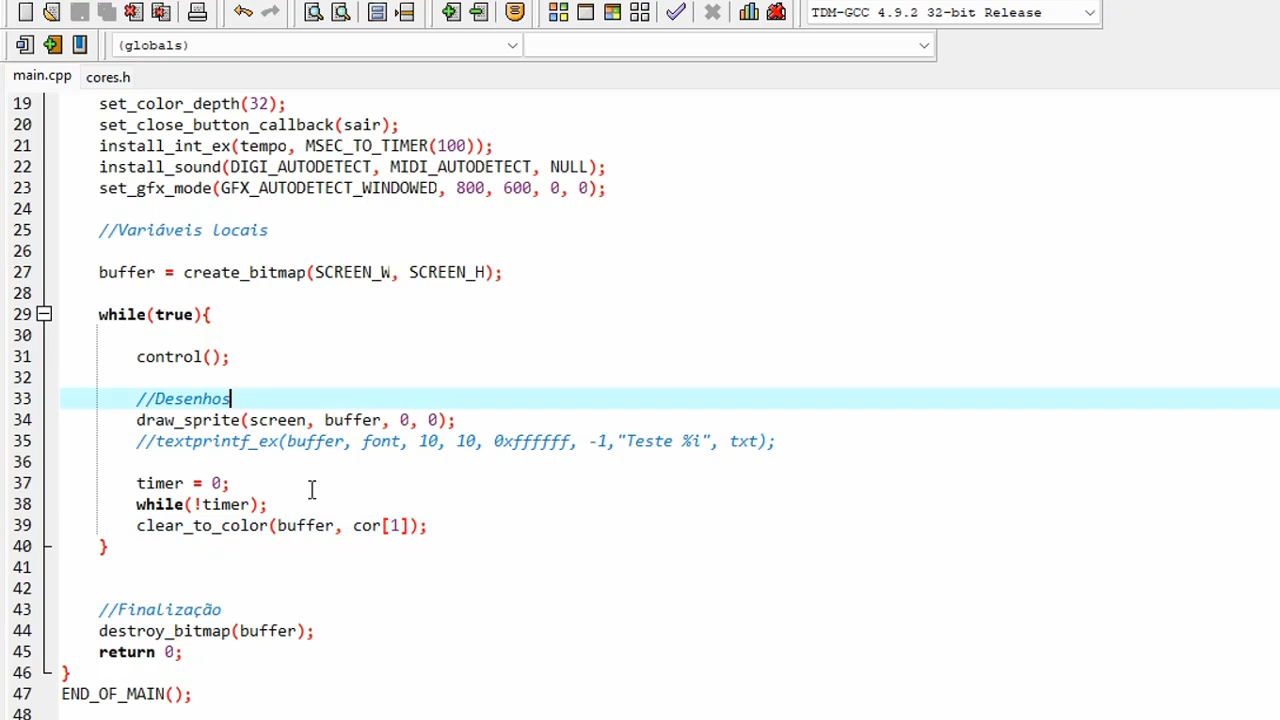 TDM-GCC 4.9.2 32-bit Release
(globals)
main.cpp cores.h
19 set_color_depth(32);
20 set_close_button_callback(sair);
21 install_int_ex(tempo, MSEC_TO_TIMER(100));
22 install_sound(DIGI_AUTODETECT, MIDI_AUTODETECT, NULL);
23 set_gfx_mode(GFX_AUTODETECT_WINDOWED, 800, 600, 0, 0);
24
25 //Variáveis locais
26
27 buffer = create_bitmap(SCREEN_W, SCREEN_H);
28
29 while(true){
30
31 control();
32
33 //Desenhos
34 draw_sprite(screen, buffer, 0, 0);
35 //textprintf_ex(buffer, font, 10, 10, 0xffffff, -1,"Teste %i", txt);
36
37 timer = 0;
38 while(!timer);
39 clear_to_color(buffer, cor[1]);
40 }
41
42
43 //Finalização
44 destroy_bitmap(buffer);
45 return 0;
46 }
47 END_OF_MAIN();
48